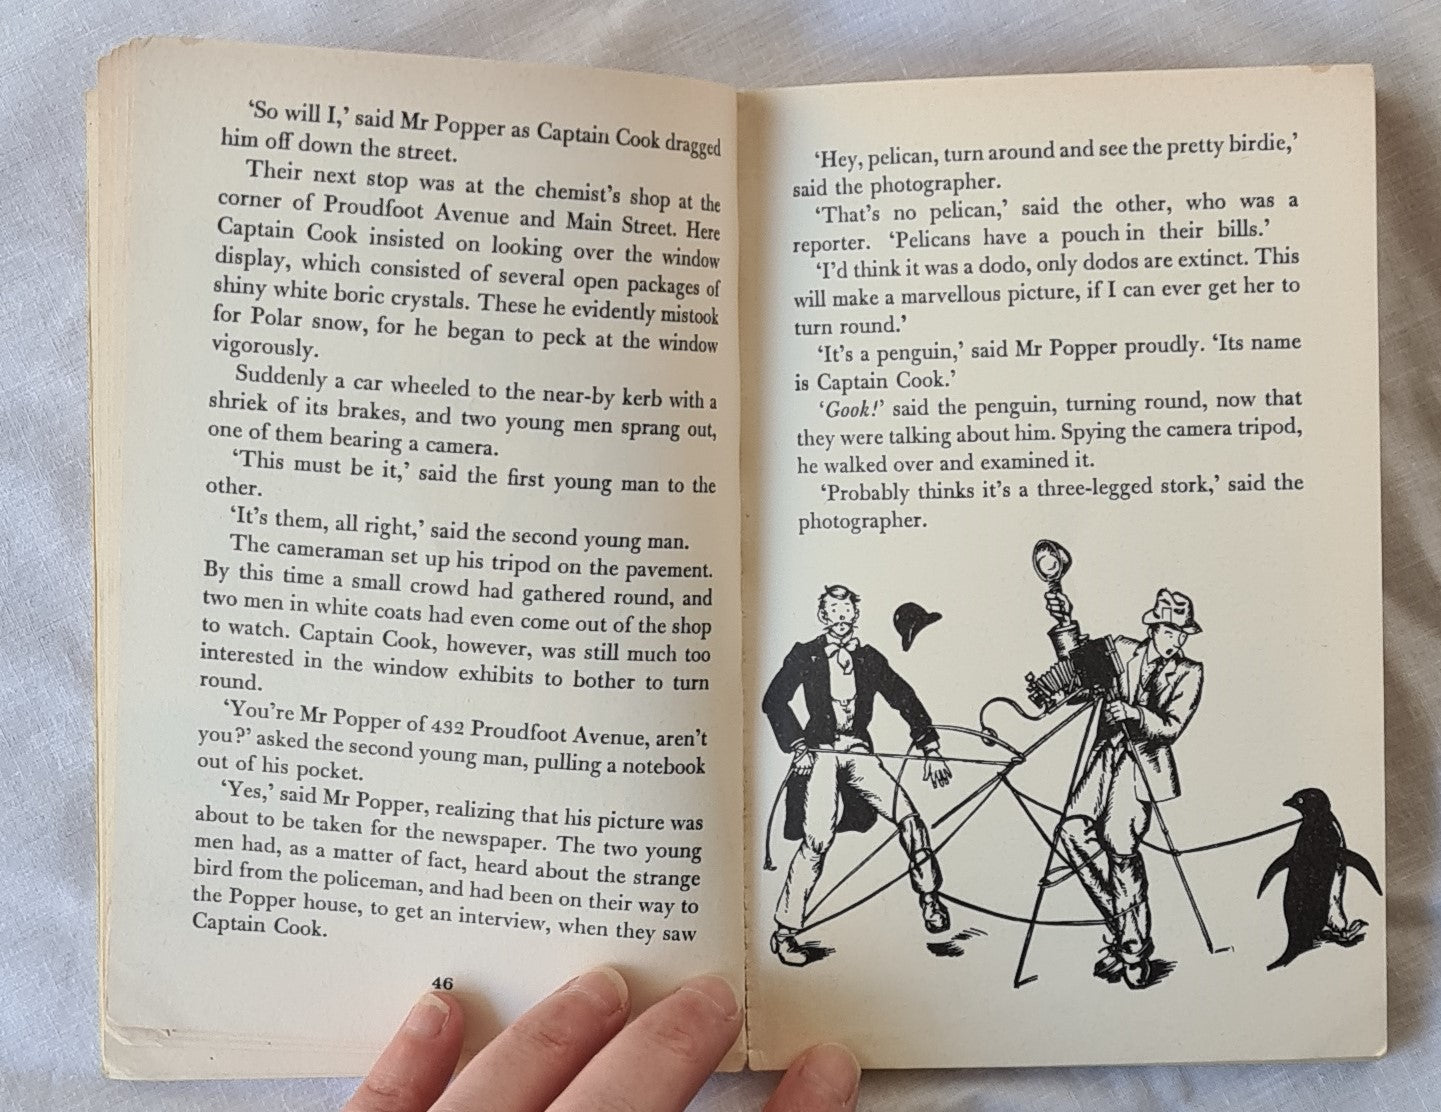 ‘So will I,’ said Mr Popper as Captain Cook dragged
him off down the street.
Their next stop was at the chemist’s shop at the
corner of Proudfoot Avenue and Main Street. Here
Captain Cook insisted on looking over the window
display, which consisted of several open packages of
shiny white boric crystals. These he evidently mistook
for Polar snow, for he began to peck at the window
vigorously.
Suddenly a car wheeled to the near-by kerb with a
shriek of its brakes, and two young men sprang out,
one of them bearing a camera.
‘This must be it,’ said the first young man to the
other.
‘It’s them, all right,’ said the second young man.
The cameraman set up his tripod on the pavement.
By this time a small crowd had gathered round, and
two men in white coats had even come out of the shop
to watch. Captain Cook, however, was still much too
interested in the window exhibits to bother to turn
round.
‘You’re Mr Popper of 432 Proudfoot Avenue, aren’t
you?’ asked the second young man, pulling a notebook
out of his pocket.
‘Yes,’ said Mr Popper, realizing that his picture was
about to be taken for the newspaper. The two young
men had, as a matter of fact, heard about the strange
bird from the policeman, and had been on their way to
the Popper house, to get an interview, when they saw
Captain Cook.
46
‘Hey, pelican, turn around and see the pretty birdie,’
said the photographer.
‘That’s no pelican,’ said the other, who was a
reporter. ‘Pelicans have a pouch in their bills.’
‘I’d think it was a dodo, only dodos are extinct. This
will make a marvellous picture, if I can ever get her to
turn round.’
‘It’s a penguin,’ said Mr Popper proudly. ‘Its name
is Captain Cook.’
‘Gook!’ said the penguin, turning round, now that
they were talking about him. Spying the camera tripod,
he walked over and examined it.
‘Probably thinks it’s a three-legged stork,’ said the
photographer.